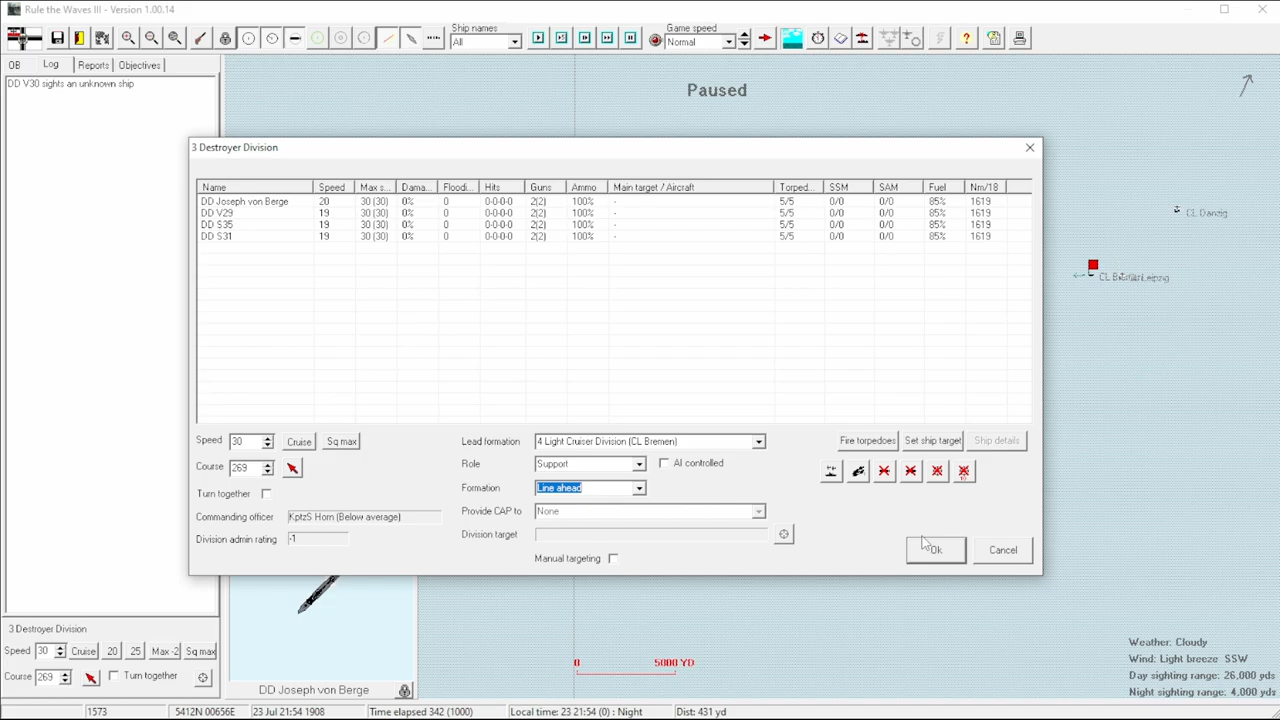 Rule the Waves III - Version 1.00.14
Ship names
All
Game speed
Normal
OB Log Reports Objectives
DD V30 sights an unknown ship
Paused
CL Danzig
3 Destroyer Division
Name Speed Max s... Dama... Floodi... Hits Guns Ammo Main target / Aircraft Torped... SSM SAM Fuel Nm/18
DD Joseph von Berge 20 30 (30) 0% 0 0-0-0-0 2(2) 100% - 5/5 0/0 0/0 85% 1619
DD V29 19 30 (30) 0% 0 0-0-0-0 2(2) 100% - 5/5 0/0 0/0 85% 1619
DD S35 19 30 (30) 0% 0 0-0-0-0 2(2) 100% - 5/5 0/0 0/0 85% 1619
DD S31 19 30 (30) 0% 0 0-0-0-0 2(2) 100% - 5/5 0/0 0/0 85% 1619
Speed 30 Cruise Sq max
Course 269
Turn together
Commanding officer KptzS Horn (Below average)
Division admin rating -1
Lead formation 4 Light Cruiser Division (CL Bremen)
Role Support AI controlled
Formation Line ahead
Provide CAP to None
Division target
Manual targeting
Fire torpedoes Set ship target Ship details
Ok Cancel
3 Destroyer Division
Speed 30 Cruise 20 25 Max -2 Sq max
Course 269 Turn together
DD Joseph von Berge
0 5000 YD
Weather: Cloudy
Wind: Light breeze SSW
Day sighting range: 26,000 yds
Night sighting range: 4,000 yds
1573 5412N 00656E 23 Jul 21:54 1908 Time elapsed 342 (1000) Local time: 23 21:54 (0) : Night Dist: 431 yd